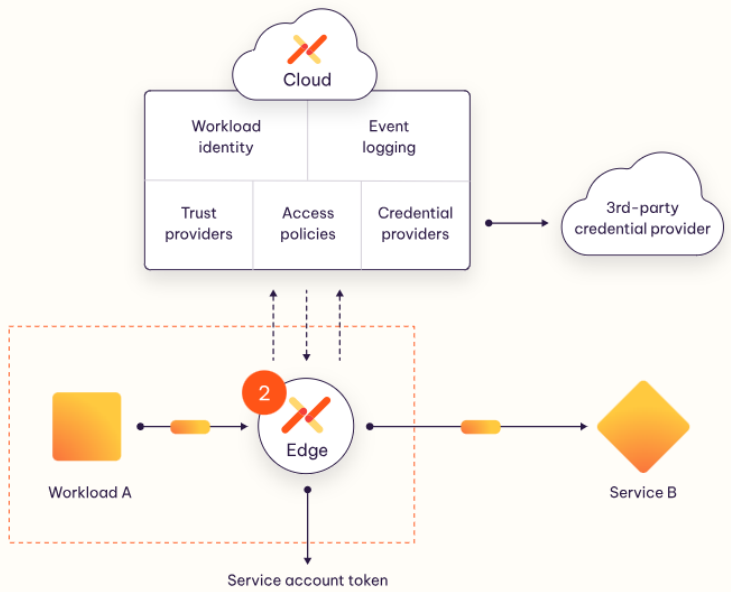 Cloud
Workload
identity
Event
logging
Trust
providers
Access
policies
Credential
providers
3rd-party
credential provider
2
Edge
Workload A
Service B
Service account token